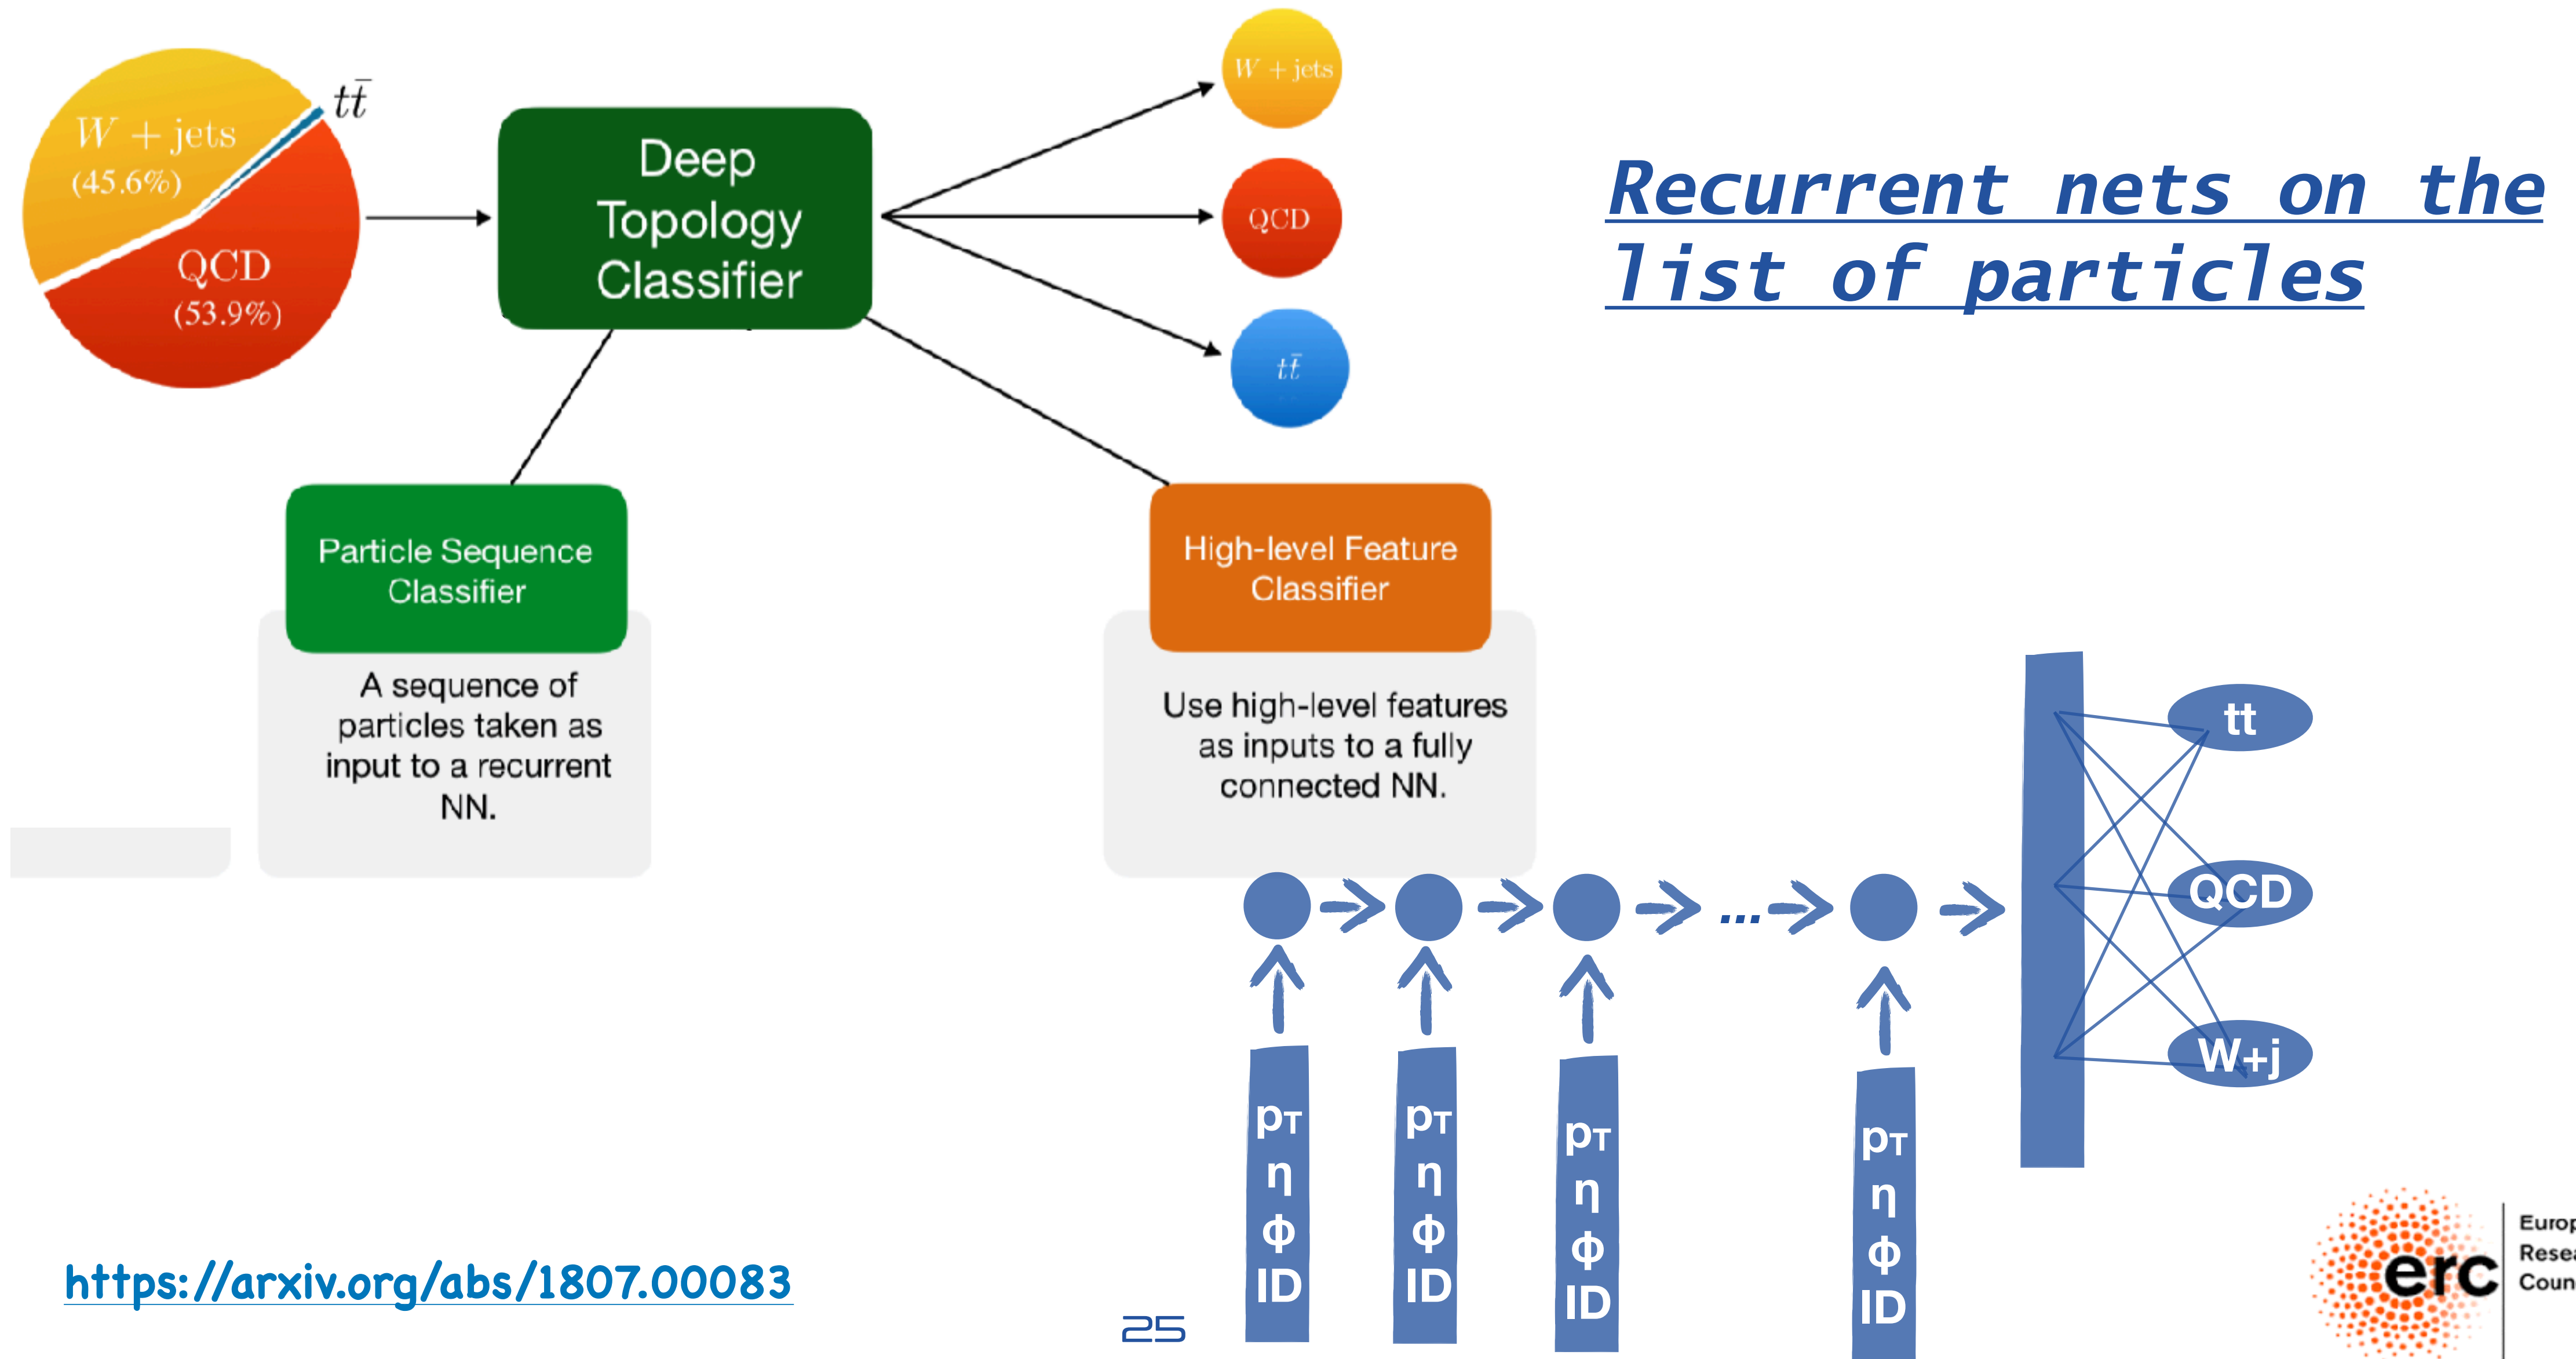 W + jets
(45.6%)
tt̄
QCD
(53.9%)
Deep
Topology
Classifier
W + jets
QCD
tt̄
Recurrent nets on the
list of particles
Particle Sequence
Classifier
A sequence of
particles taken as
input to a recurrent
NN.
High-level Feature
Classifier
Use high-level features
as inputs to a fully
connected NN.
...
tt
QCD
W+j
pT
η
ϕ
ID
pT
η
ϕ
ID
pT
η
ϕ
ID
pT
η
ϕ
ID
https://arxiv.org/abs/1807.00083
25
erc